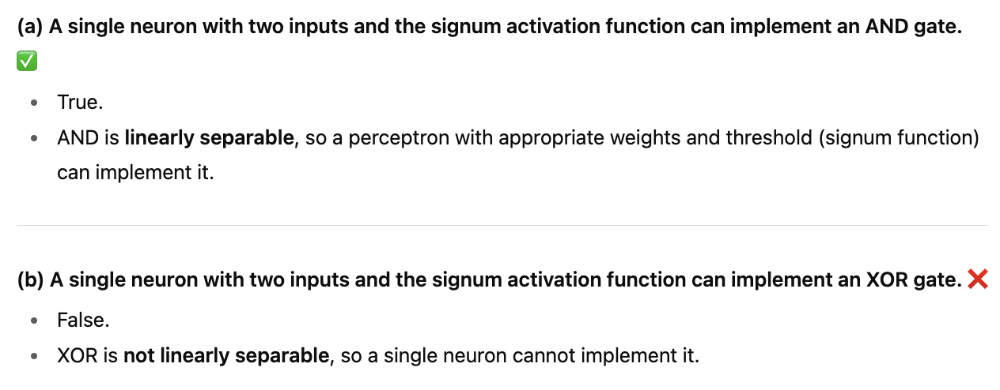 (a) A single neuron with two inputs and the signum activation function can implement an AND gate.
✅
• True.
• AND is linearly separable, so a perceptron with appropriate weights and threshold (signum function)
can implement it.
(b) A single neuron with two inputs and the signum activation function can implement an XOR gate. ❌
• False.
• XOR is not linearly separable, so a single neuron cannot implement it.